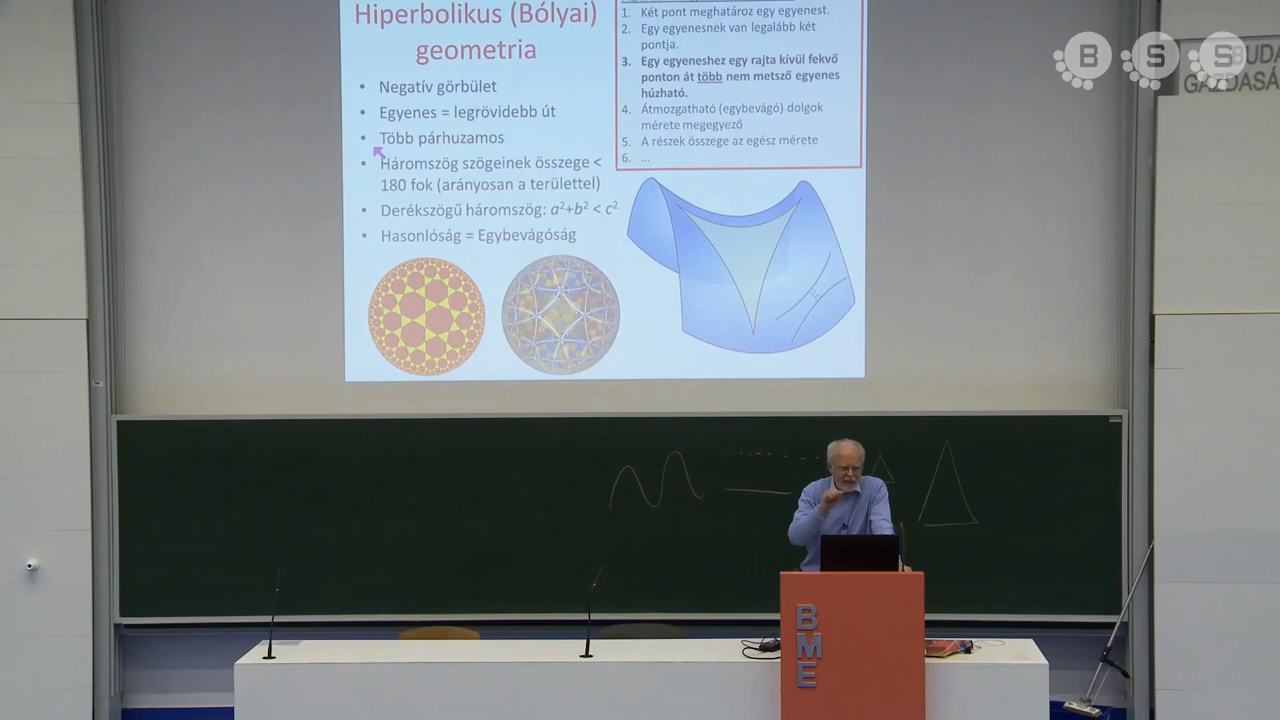 Hiperbolikus (Bólyai)
geometria
• Negatív görbület
• Egyenes = legrövidebb út
• Több párhuzamos
• Háromszög szögeinek összege <
180 fok (arányosan a területtel)
• Derékszögű háromszög: a²+b² < c²
• Hasonlóság = Egybevágóság
1. Két pont meghatároz egy egyenest.
2. Egy egyenesnek van legalább két
pontja.
3. Egy egyeneshez egy rajta kívül fekvő
ponton át több nem metsző egyenes
húzható.
4. Átmozgatható (egybevágó) dolgok
mérete megegyező
5. A részek összege az egész mérete
6. ...
B S S
BUDA
GAZDASÁ
BME